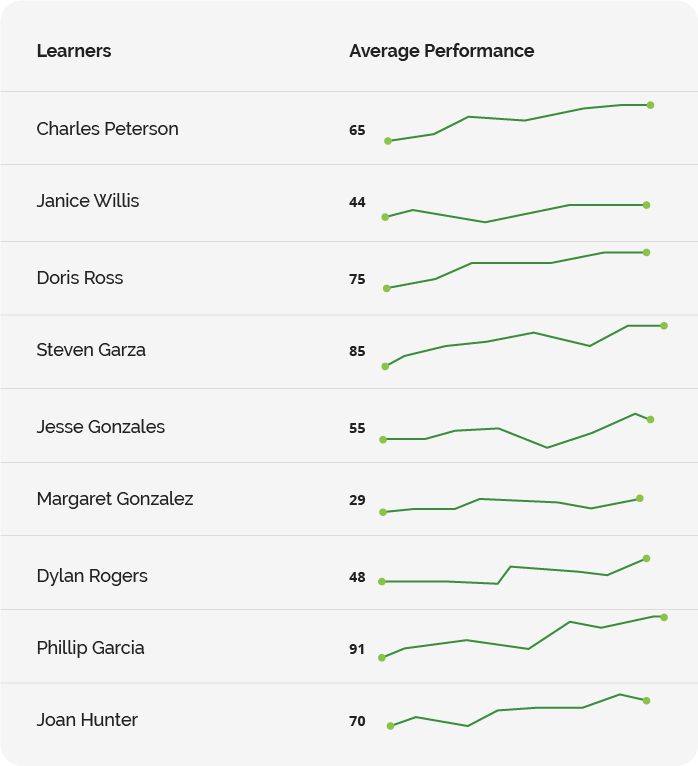 Learners Average Performance
Charles Peterson 65
Janice Willis 44
Doris Ross 75
Steven Garza 85
Jesse Gonzales 55
Margaret Gonzalez 29
Dylan Rogers 48
Phillip Garcia 91
Joan Hunter 70